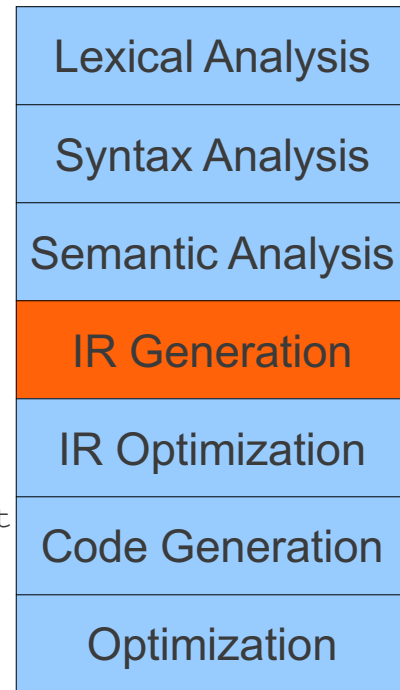 Lexical Analysis
Syntax Analysis
Semantic Analysis
IR Generation
IR Optimization
t
Code Generation
Optimization